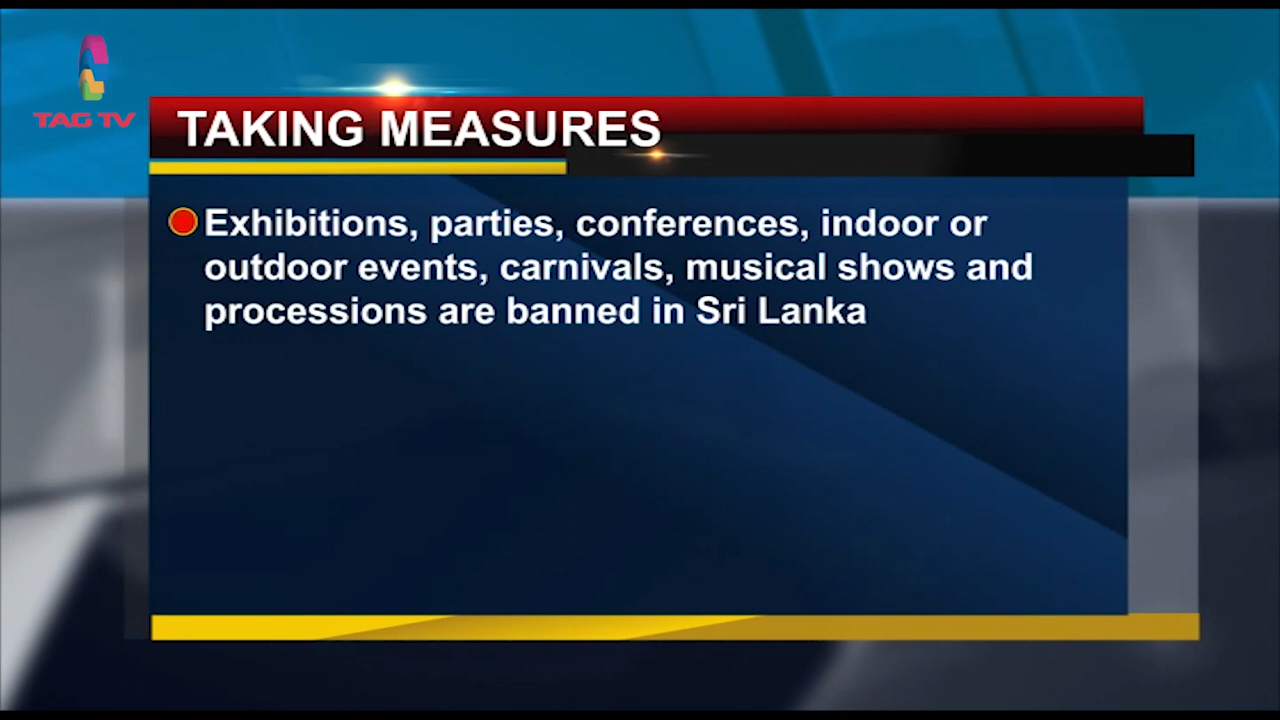 TAG TV
TAKING MEASURES
Exhibitions, parties, conferences, indoor or
outdoor events, carnivals, musical shows and
processions are banned in Sri Lanka